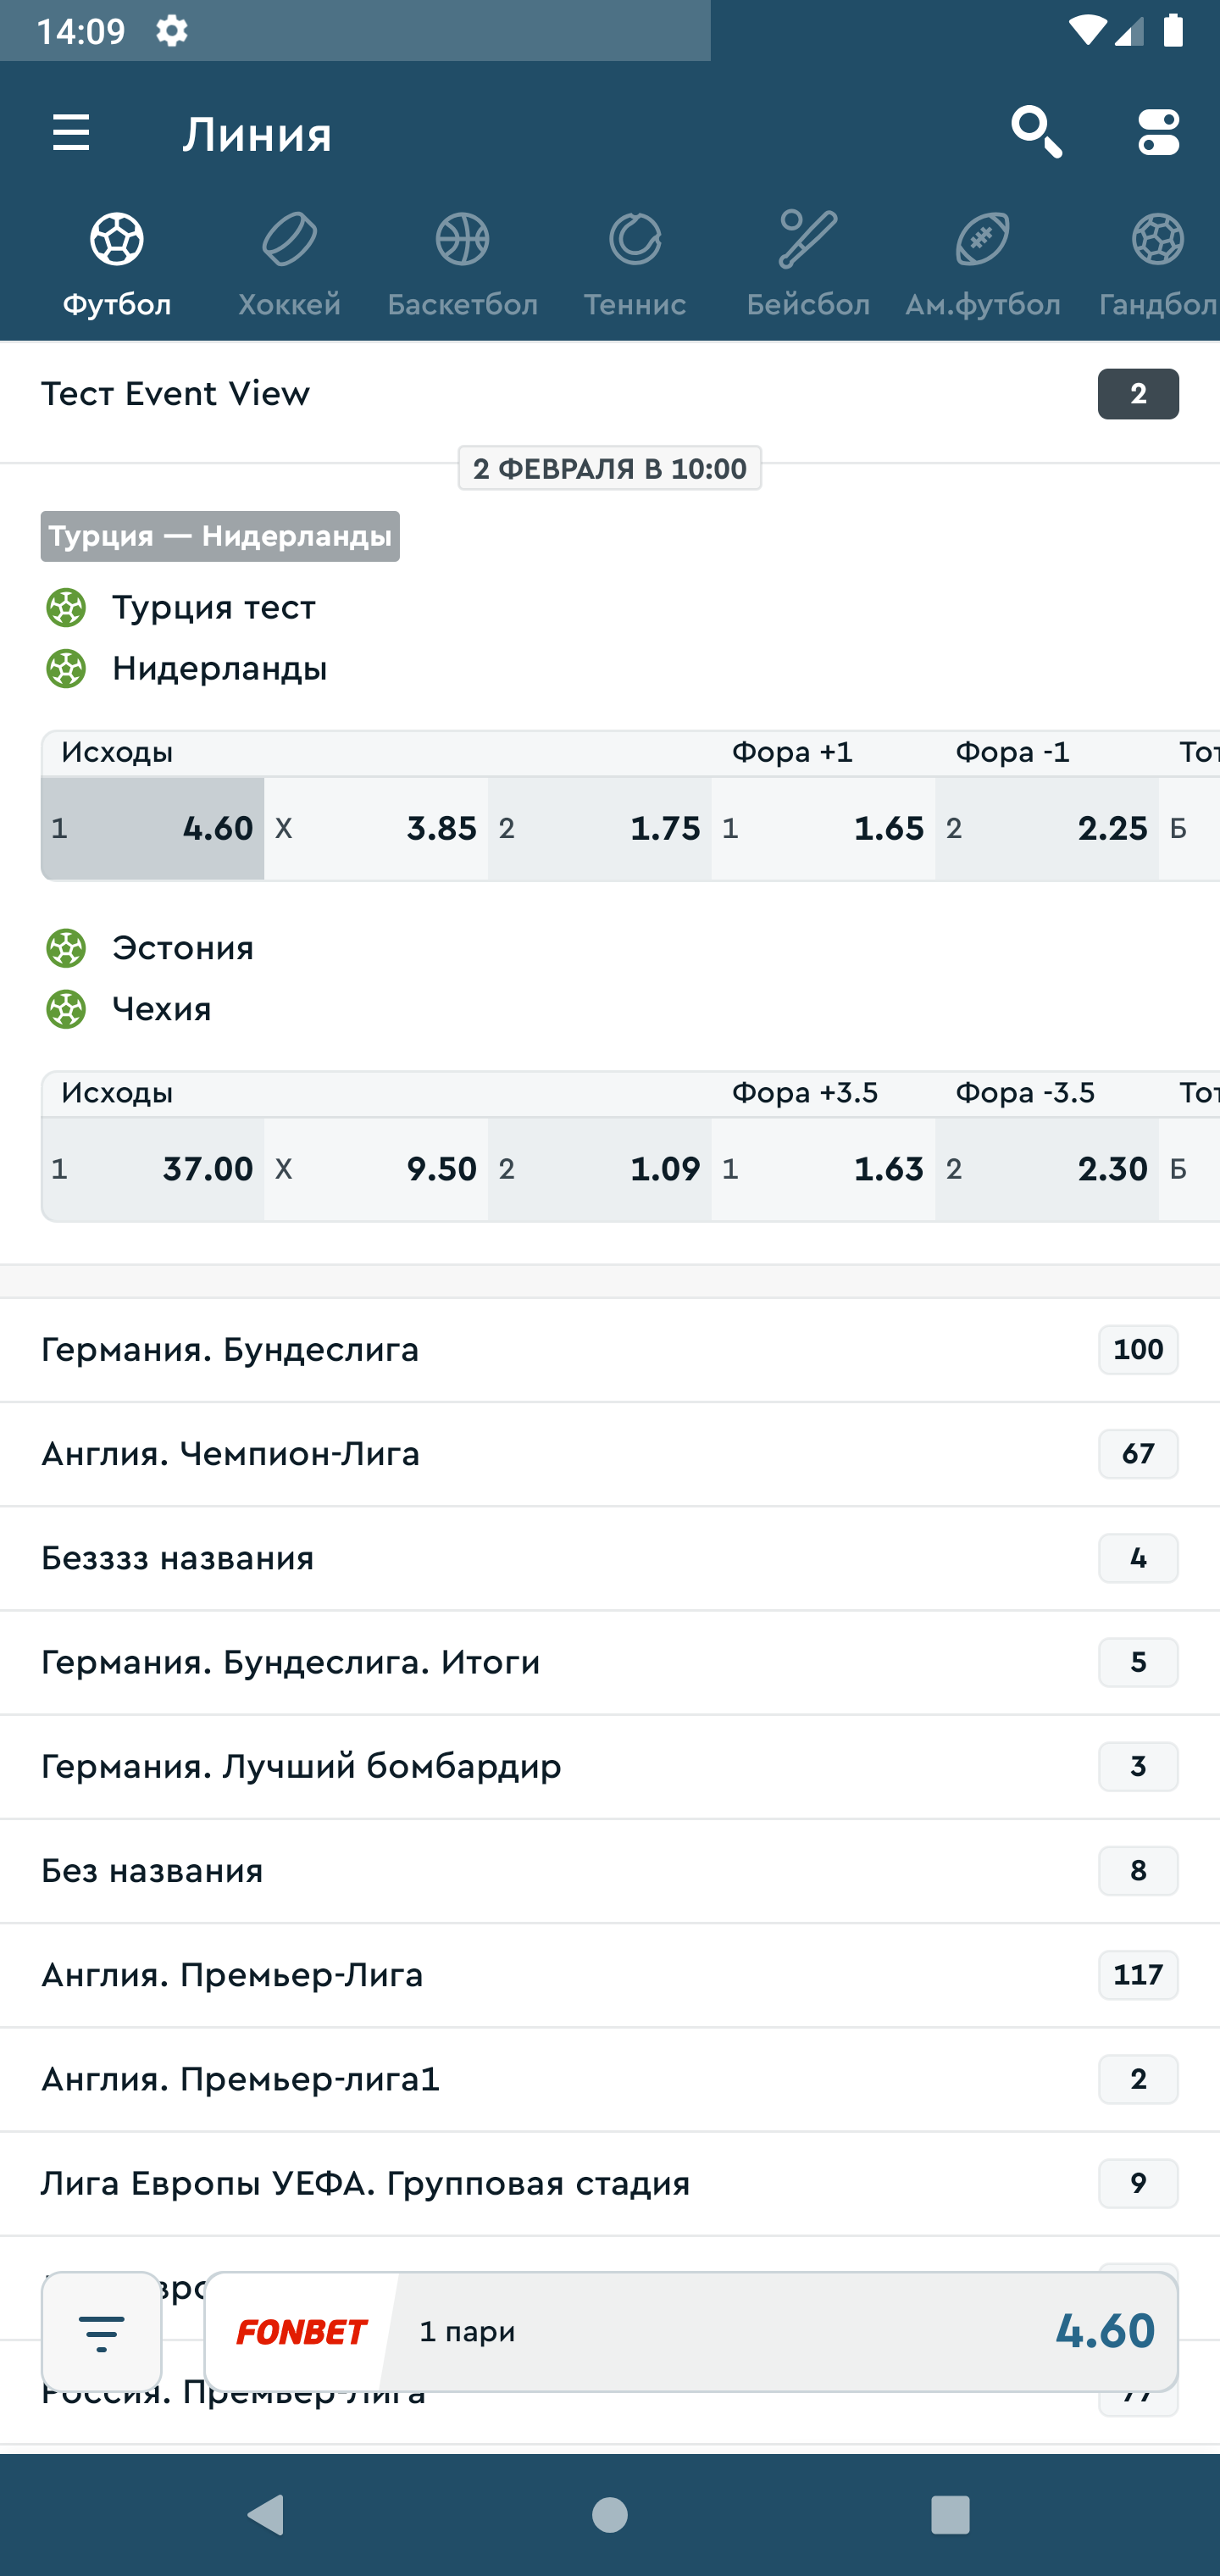 14:09
Линия
Футбол Хоккей Баскетбол Теннис Бейсбол Ам.футбол Гандбол
Тест Event View 2
2 ФЕВРАЛЯ В 10:00
Турция — Нидерланды
Турция тест
Нидерланды
Исходы Фора +1 Фора -1
1 4.60 X 3.85 2 1.75 1 1.65 2 2.25 Б
Эстония
Чехия
Исходы Фора +3.5 Фора -3.5
1 37.00 X 9.50 2 1.09 1 1.63 2 2.30 Б
Германия. Бундеслига 100
Англия. Чемпион-Лига 67
Безззз названия 4
Германия. Бундеслига. Итоги 5
Германия. Лучший бомбардир 3
Без названия 8
Англия. Премьер-Лига 117
Англия. Премьер-лига1 2
Лига Европы УЕФА. Групповая стадия 9
FONBET 1 пари 4.60
Россия. Премьер-Лига